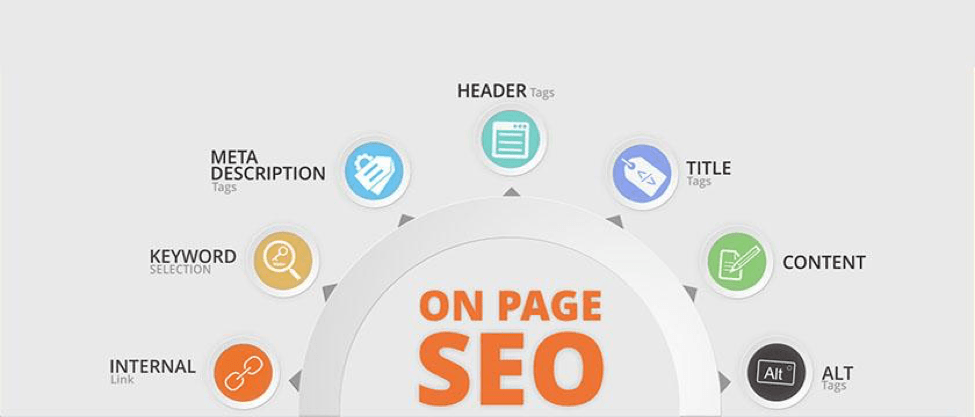 HEADER Tags
META
DESCRIPTION
Tags
TITLE
Tags
KEYWORD
SELECTION
CONTENT
ON PAGE
SEO
INTERNAL
Link
Alt
ALT
Tags